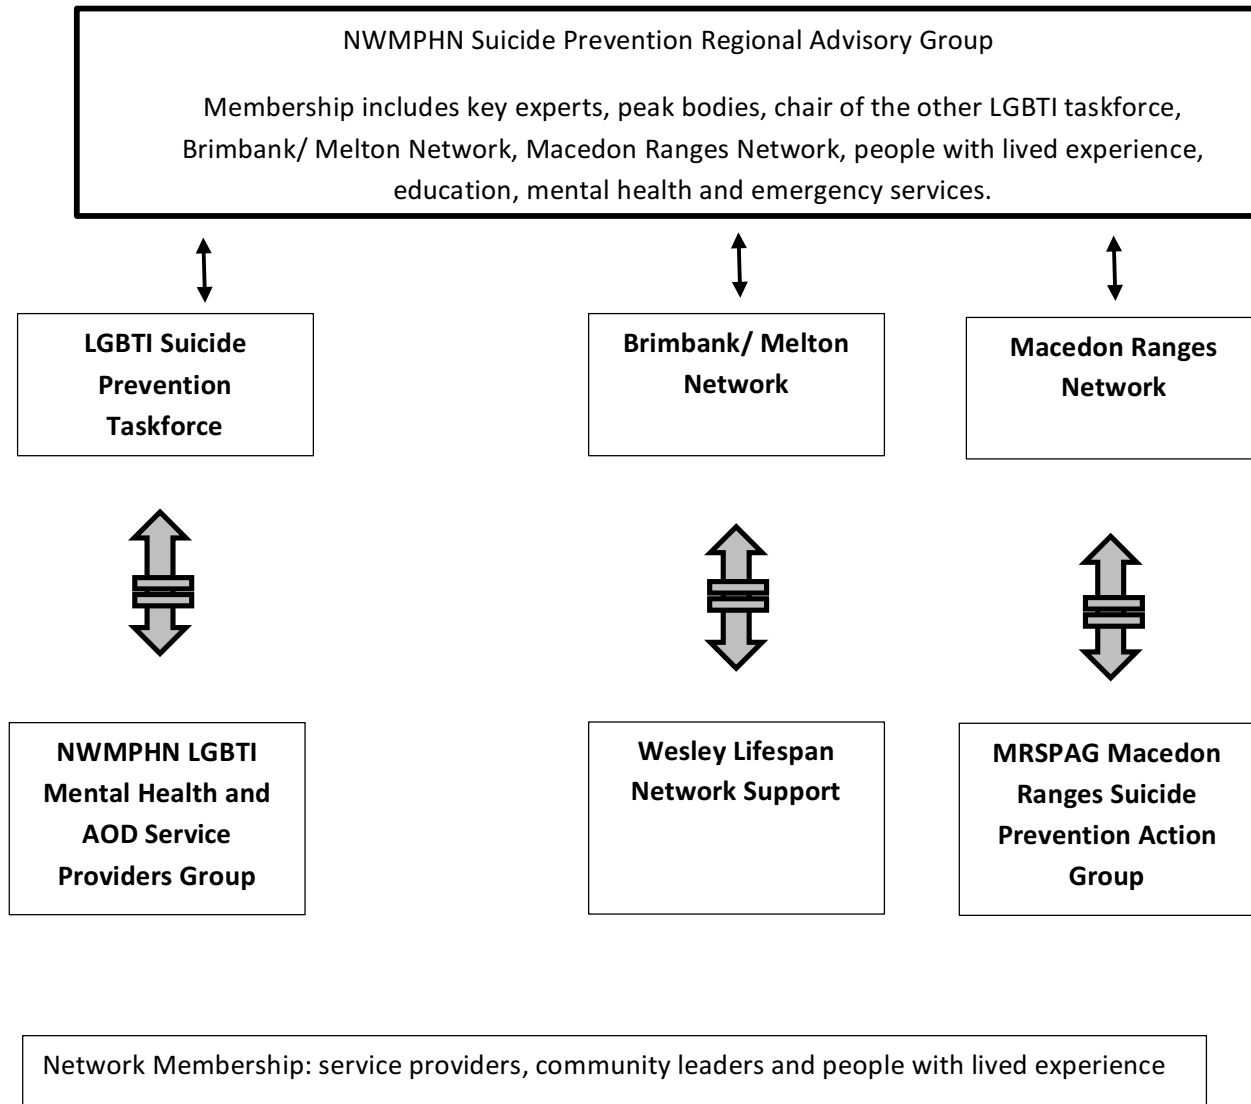 NWMPHN Suicide Prevention Regional Advisory Group
Membership includes key experts, peak bodies, chair of the other LGBTI taskforce,
Brimbank/ Melton Network, Macedon Ranges Network, people with lived experience,
education, mental health and emergency services.
LGBTI Suicide
Prevention
Taskforce
Brimbank/ Melton
Network
Macedon Ranges
Network
NWMPHN LGBTI
Mental Health and
AOD Service
Providers Group
Wesley Lifespan
Network Support
MRSPAG Macedon
Ranges Suicide
Prevention Action
Group
Network Membership: service providers, community leaders and people with lived experience